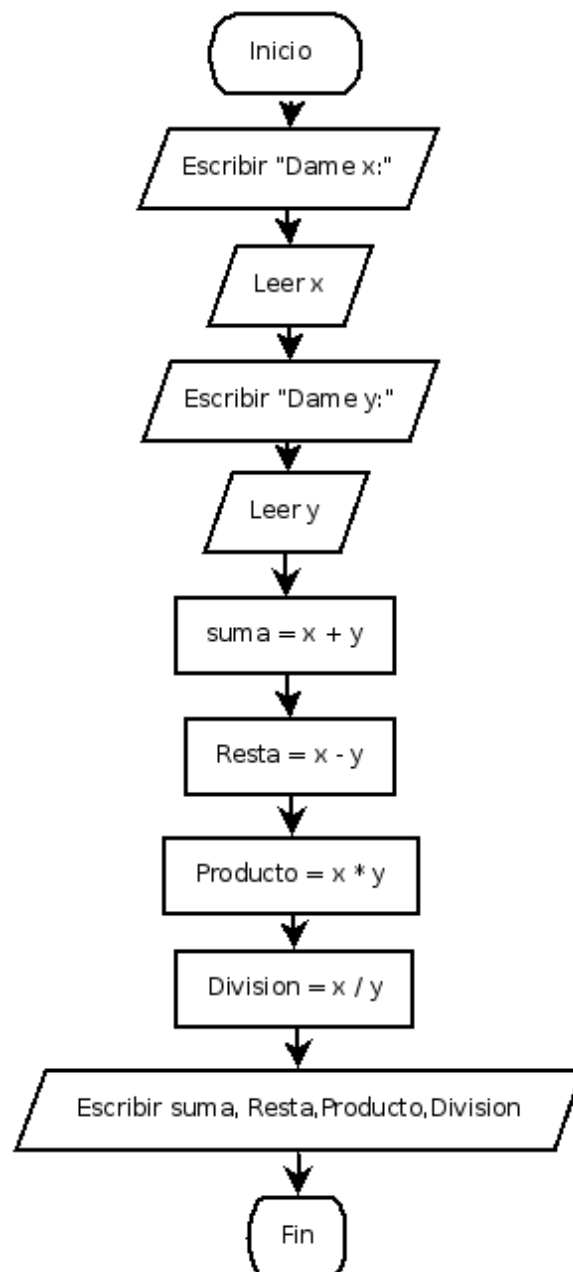 Inicio
Escribir "Dame x:"
Leer x
Escribir "Dame y:"
Leer y
suma = x + y
Resta = x - y
Producto = x * y
Division = x / y
Escribir suma, Resta,Producto,Division
Fin